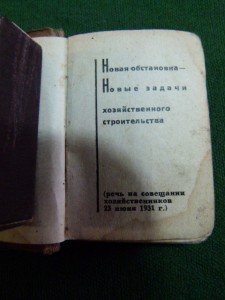 Новая обстановка—
Новые задачи
хозяйственного
строительства
(речь на совещании
хозяйственников
23 июня 1931 г.)